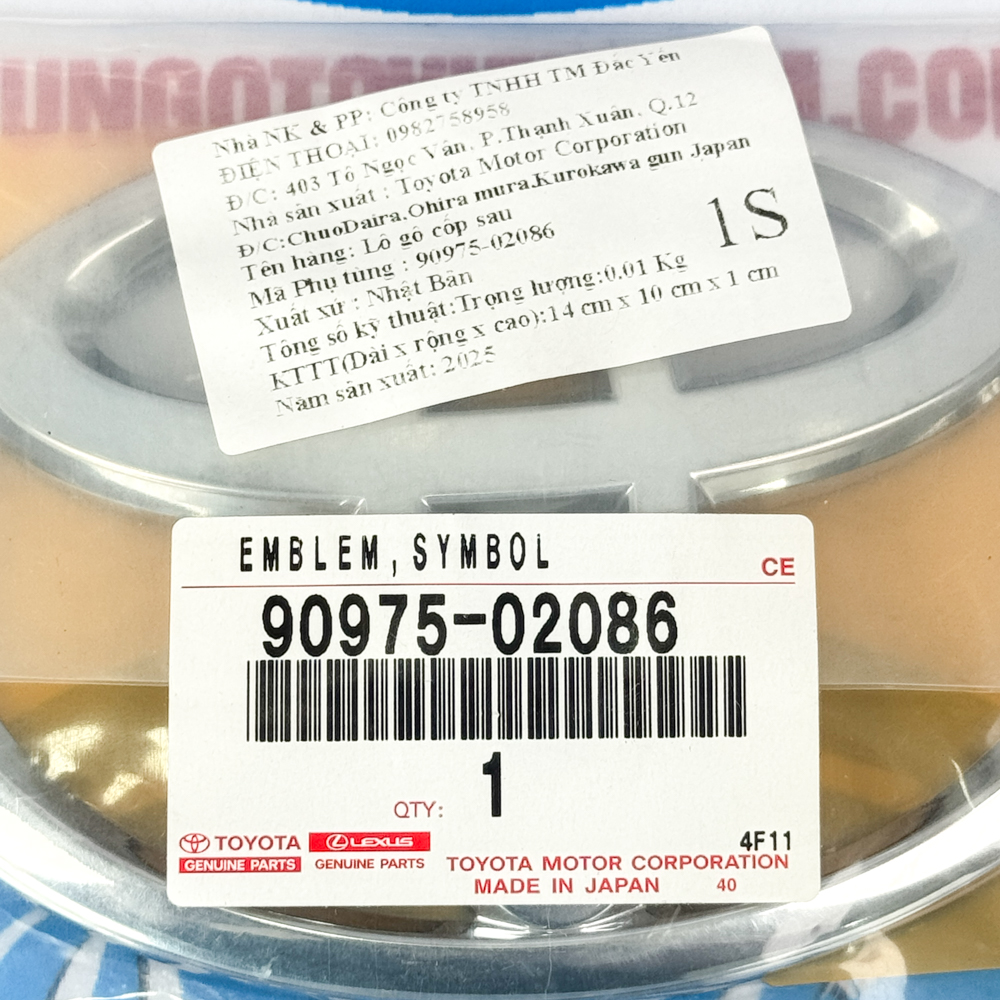 Nhà NK & PP: Công ty TNHH TM Đắc Yến
ĐIỆN THOẠI: 0982758958
Đ/C: 403 Tô Ngọc Vân, P.Thạnh Xuân, Q.12
Nhà sản xuất : Toyota Motor Corporation
Đ/C:ChuoDaira.Ohira mura.Kurokawa gun Japan
Tên hàng: Lô gô cốp sau
Mã Phụ tùng : 90975-02086
1S
Xuất xứ : Nhật Bản
Tổng số kỹ thuật:Trọng lượng:0.01 Kg
KTTT(Dài x rộng x cao):14 cm x 10 cm x 1 cm
Năm sản xuất: 2025
EMBLEM,SYMBOL
CE
90975-02086
QTY: 1
TOYOTA
GENUINE PARTS
LEXUS
GENUINE PARTS
4F11
TOYOTA MOTOR CORPORATION
MADE IN JAPAN 40